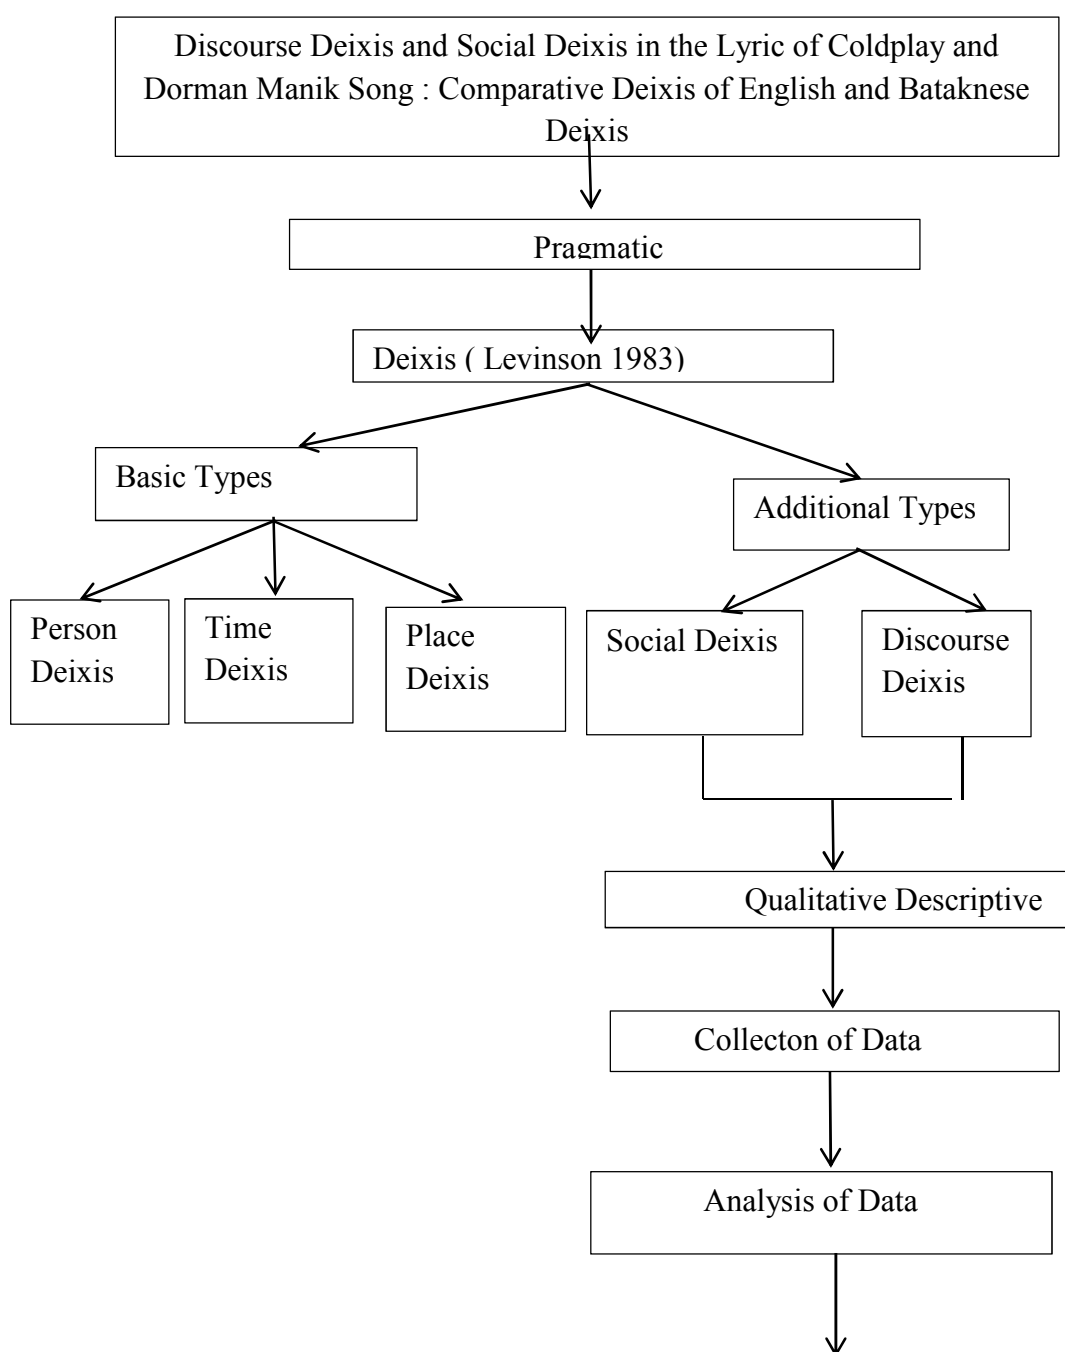 Discourse Deixis and Social Deixis in the Lyric of Coldplay and
Dorman Manik Song : Comparative Deixis of English and Bataknese
Deixis
Pragmatic
Deixis ( Levinson 1983)
Basic Types
Additional Types
Person
Deixis
Time
Deixis
Place
Deixis
Social Deixis
Discourse
Deixis
Qualitative Descriptive
Collecton of Data
Analysis of Data